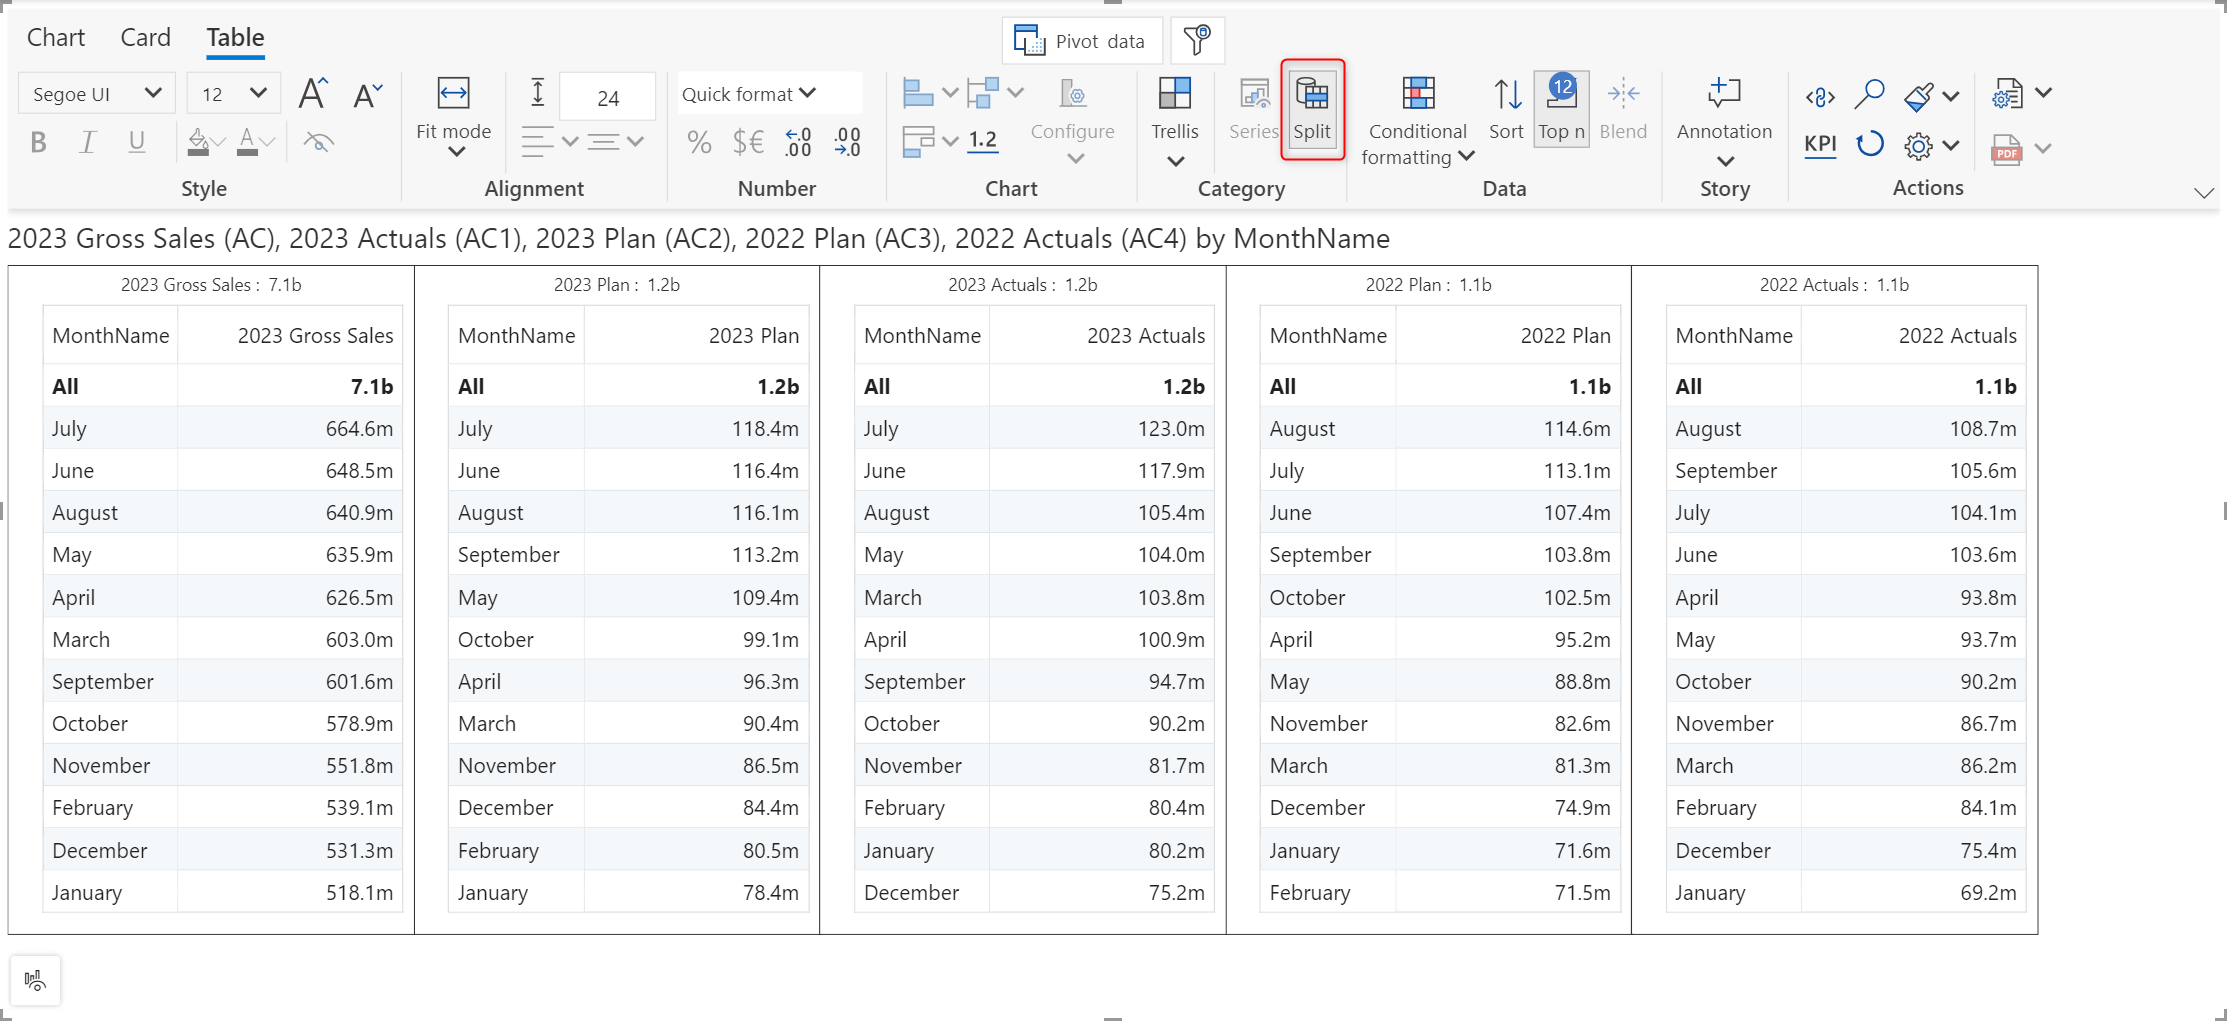 Chart Card Table
Pivot data
Segoe UI 12 24 Quick format
Fit mode Configure Trellis Series Split Conditional formatting Sort Top n 12 Blend Annotation
B I U A A A % $€ .0 .00 .00 .0 1.2 KPI PDF
Style Alignment Number Chart Category Data Story Actions
2023 Gross Sales (AC), 2023 Actuals (AC1), 2023 Plan (AC2), 2022 Plan (AC3), 2022 Actuals (AC4) by MonthName
2023 Gross Sales : 7.1b
MonthName 2023 Gross Sales
All 7.1b
July 664.6m
June 648.5m
August 640.9m
May 635.9m
April 626.5m
March 603.0m
September 601.6m
October 578.9m
November 551.8m
February 539.1m
December 531.3m
January 518.1m
2023 Plan : 1.2b
MonthName 2023 Plan
All 1.2b
July 118.4m
June 116.4m
August 116.1m
September 113.2m
May 109.4m
October 99.1m
April 96.3m
March 90.4m
November 86.5m
December 84.4m
February 80.5m
January 78.4m
2023 Actuals : 1.2b
MonthName 2023 Actuals
All 1.2b
July 123.0m
June 117.9m
August 105.4m
May 104.0m
March 103.8m
April 100.9m
September 94.7m
October 90.2m
November 81.7m
February 80.4m
January 80.2m
December 75.2m
2022 Plan : 1.1b
MonthName 2022 Plan
All 1.1b
August 114.6m
July 113.1m
June 107.4m
September 103.8m
October 102.5m
April 95.2m
May 88.8m
November 82.6m
March 81.3m
December 74.9m
January 71.6m
February 71.5m
2022 Actuals : 1.1b
MonthName 2022 Actuals
All 1.1b
August 108.7m
September 105.6m
July 104.1m
June 103.6m
April 93.8m
May 93.7m
October 90.2m
November 86.7m
March 86.2m
February 84.1m
December 75.4m
January 69.2m